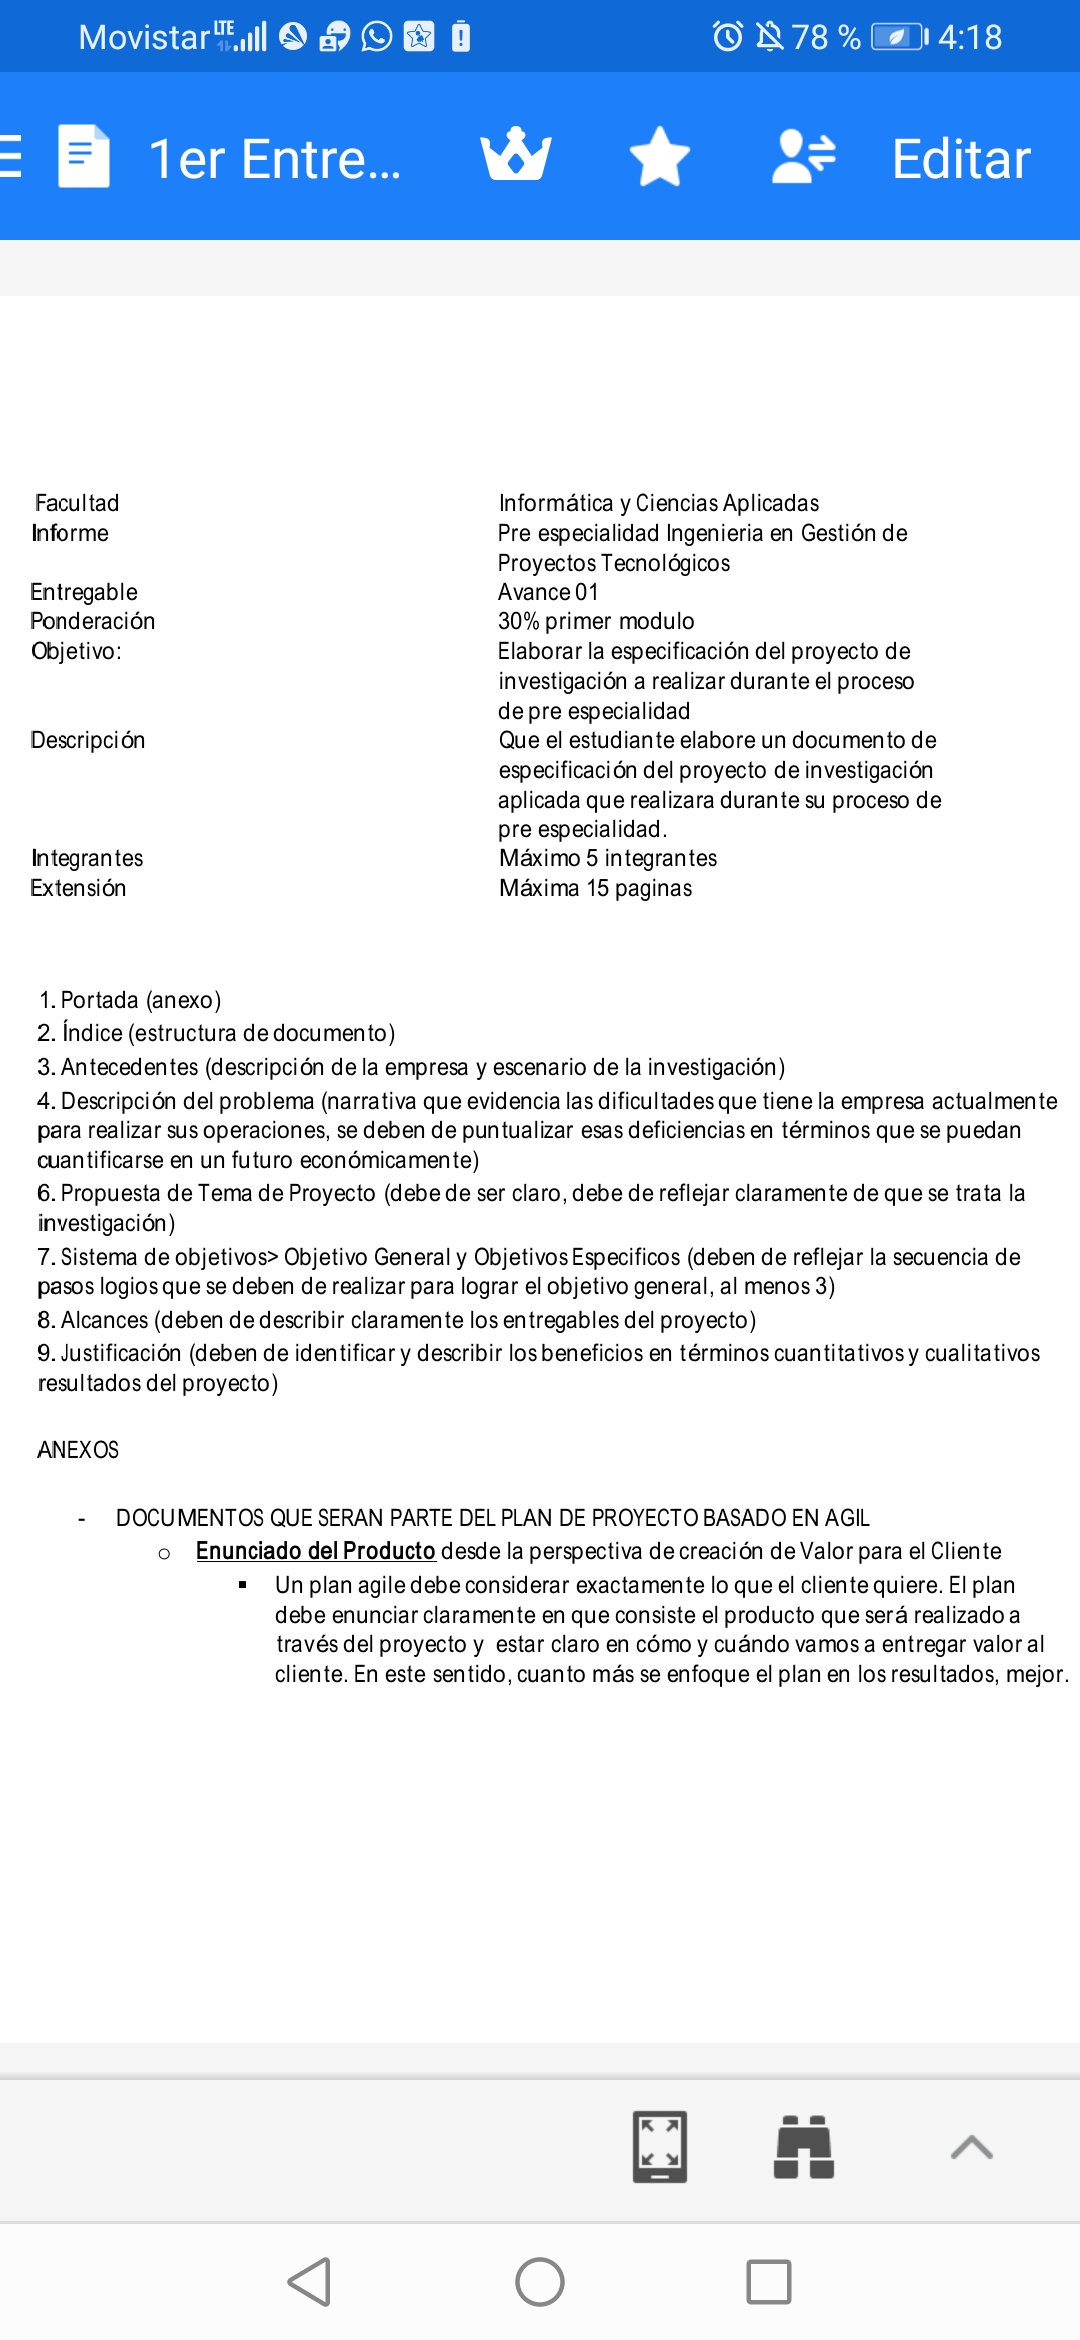 Movistar LTE 78 % 4:18
1er Entre... Editar
Facultad Informática y Ciencias Aplicadas
Informe Pre especialidad Ingenieria en Gestión de
Proyectos Tecnológicos
Entregable Avance 01
Ponderación 30% primer modulo
Objetivo: Elaborar la especificación del proyecto de
investigación a realizar durante el proceso
de pre especialidad
Descripción Que el estudiante elabore un documento de
especificación del proyecto de investigación
aplicada que realizara durante su proceso de
pre especialidad.
Integrantes Máximo 5 integrantes
Extensión Máxima 15 paginas
1. Portada (anexo)
2. Índice (estructura de documento)
3. Antecedentes (descripción de la empresa y escenario de la investigación)
4. Descripción del problema (narrativa que evidencia las dificultades que tiene la empresa actualmente
para realizar sus operaciones, se deben de puntualizar esas deficiencias en términos que se puedan
cuantificarse en un futuro económicamente)
6. Propuesta de Tema de Proyecto (debe de ser claro, debe de reflejar claramente de que se trata la
investigación)
7. Sistema de objetivos> Objetivo General y Objetivos Especificos (deben de reflejar la secuencia de
pasos logios que se deben de realizar para lograr el objetivo general, al menos 3)
8. Alcances (deben de describir claramente los entregables del proyecto)
9. Justificación (deben de identificar y describir los beneficios en términos cuantitativos y cualitativos
resultados del proyecto)
ANEXOS
- DOCUMENTOS QUE SERAN PARTE DEL PLAN DE PROYECTO BASADO EN AGIL
o Enunciado del Producto desde la perspectiva de creación de Valor para el Cliente
▪ Un plan agile debe considerar exactamente lo que el cliente quiere. El plan
debe enunciar claramente en que consiste el producto que será realizado a
través del proyecto y estar claro en cómo y cuándo vamos a entregar valor al
cliente. En este sentido, cuanto más se enfoque el plan en los resultados, mejor.